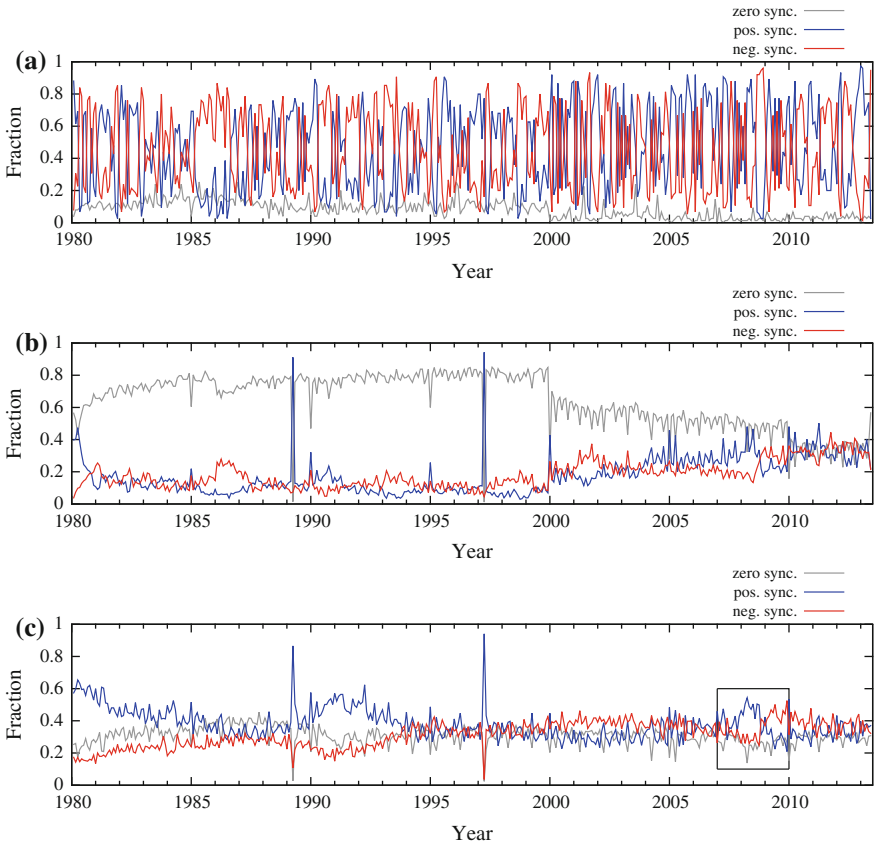 zero sync.
pos. sync.
neg. sync.
(a)
1
0.8
0.6
0.4
0.2
0
Fraction
1980 1985 1990 1995 2000 2005 2010
Year
zero sync.
pos. sync.
neg. sync.
(b)
1
0.8
0.6
0.4
0.2
0
Fraction
1980 1985 1990 1995 2000 2005 2010
Year
zero sync.
pos. sync.
neg. sync.
(c)
1
0.8
0.6
0.4
0.2
0
Fraction
1980 1985 1990 1995 2000 2005 2010
Year